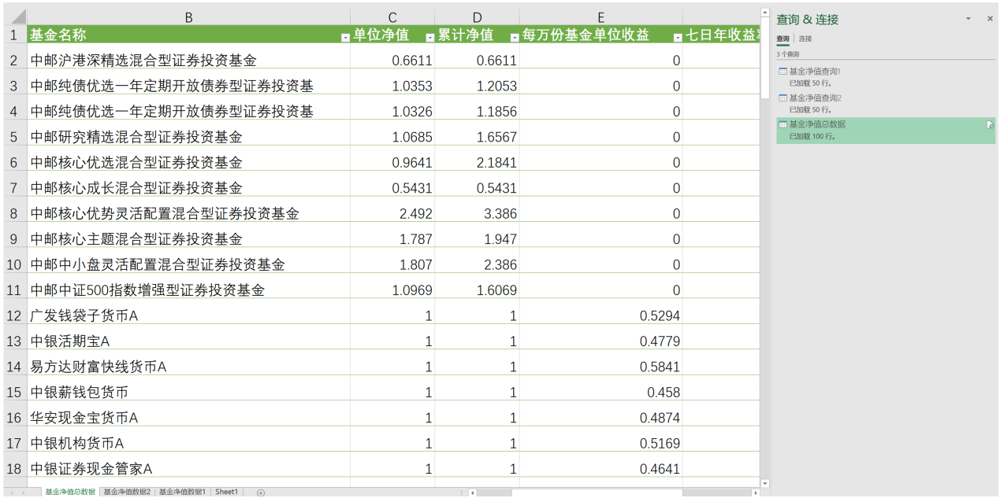 B C D E
1 基金名称 单位净值 累计净值 每万份基金单位收益 七日年收益
2 中邮沪港深精选混合型证券投资基金 0.6611 0.6611 0
3 中邮纯债优选一年定期开放债券型证券投资基 1.0353 1.2053 0
4 中邮纯债优选一年定期开放债券型证券投资基 1.0326 1.1856 0
5 中邮研究精选混合型证券投资基金 1.0685 1.6567 0
6 中邮核心优选混合型证券投资基金 0.9641 2.1841 0
7 中邮核心成长混合型证券投资基金 0.5431 0.5431 0
8 中邮核心优势灵活配置混合型证券投资基金 2.492 3.386 0
9 中邮核心主题混合型证券投资基金 1.787 1.947 0
10 中邮中小盘灵活配置混合型证券投资基金 1.807 2.386 0
11 中邮中证500指数增强型证券投资基金 1.0969 1.6069 0
12 广发钱袋子货币A 1 1 0.5294
13 中银活期宝A 1 1 0.4779
14 易方达财富快线货币A 1 1 0.5841
15 中银薪钱包货币 1 1 0.458
16 华安现金宝货币A 1 1 0.4874
17 中银机构货币A 1 1 0.5169
18 中银证券现金管家A 1 1 0.4641
基金净值总数据 基金净值数据2 基金净值数据1 Sheet1
查询 & 连接
查询 连接
3 个查询
基金净值查询1
已加载 50 行。
基金净值查询2
已加载 50 行。
基金净值总数据
已加载 100 行。